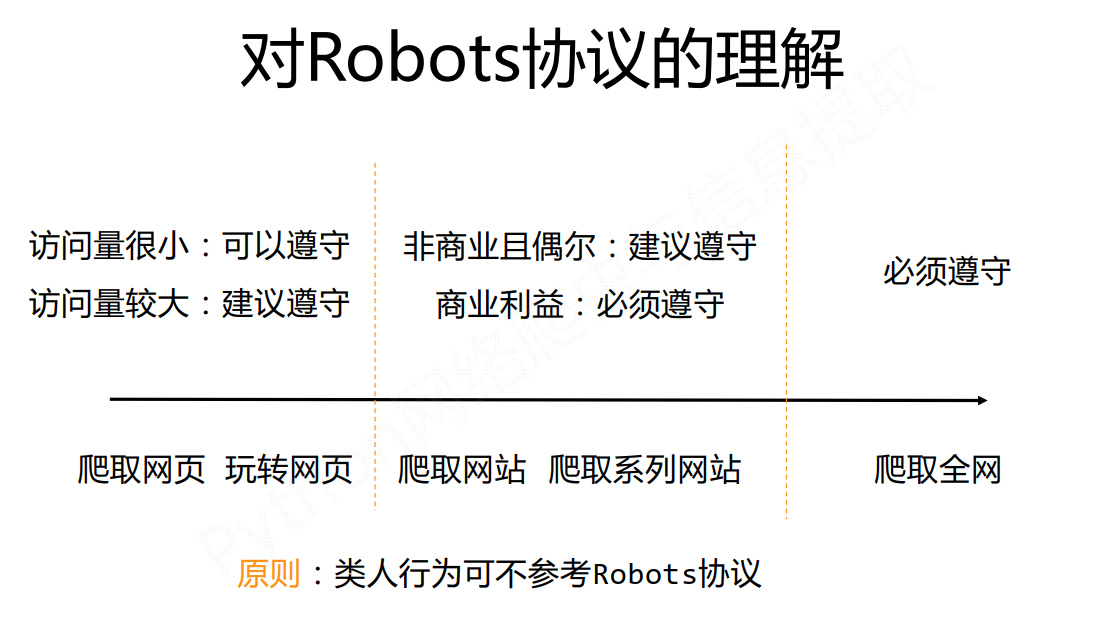 对Robots协议的理解
访问量很小：可以遵守
访问量较大：建议遵守
非商业且偶尔：建议遵守
商业利益：必须遵守
必须遵守
爬取网页 玩转网页
爬取网站 爬取系列网站
爬取全网
原则：类人行为可不参考Robots协议
Python网络爬虫与信息提取